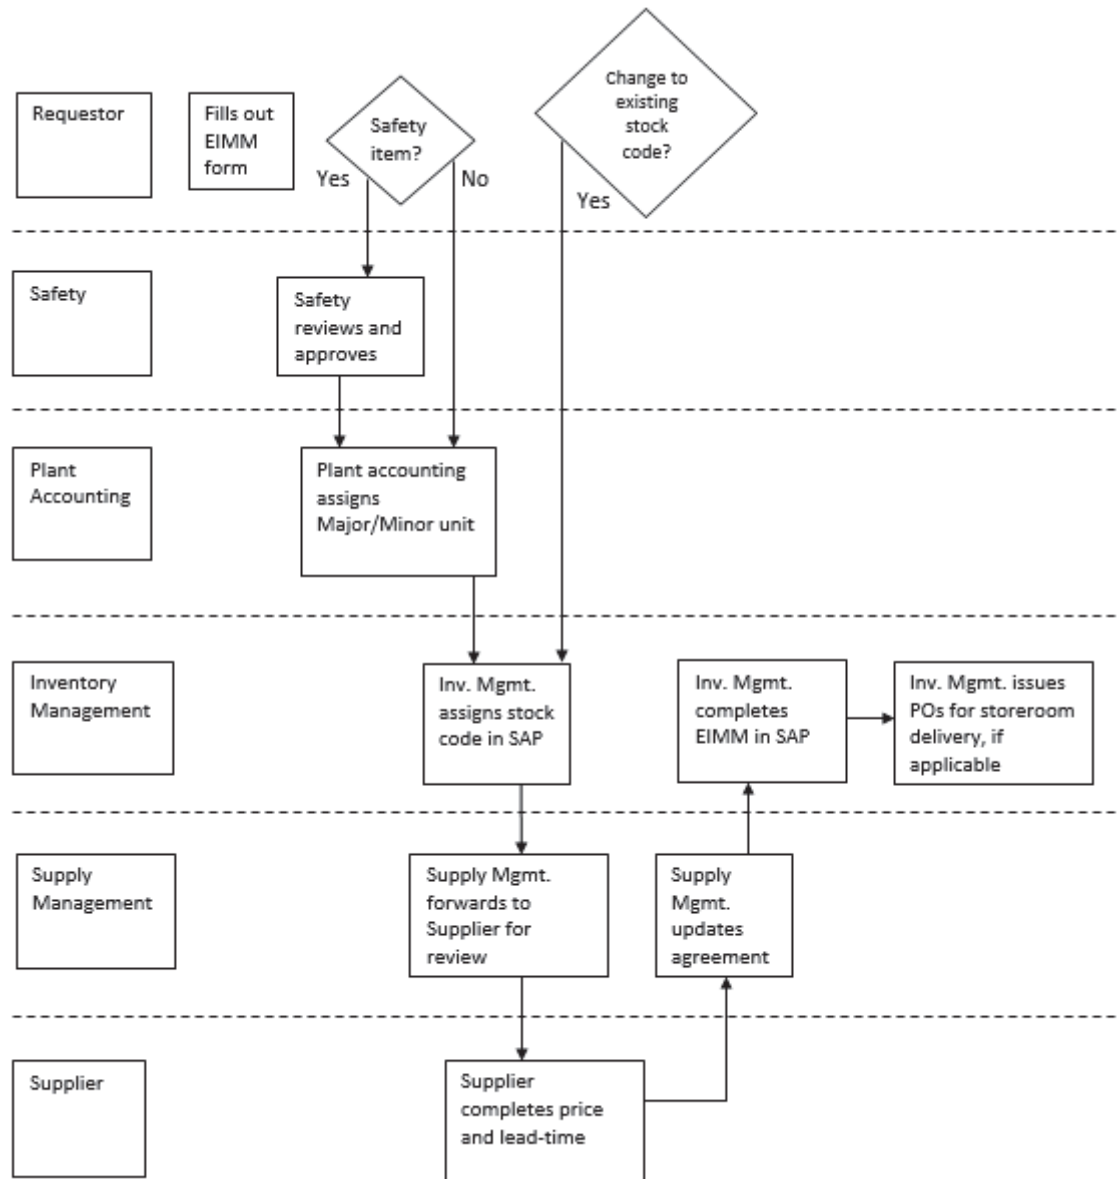 Requestor
Fills out
EIMM
form
Safety
item?
Change to
existing
stock
code?
Yes
No
Yes
Safety
Safety
reviews and
approves
Plant
Accounting
Plant accounting
assigns
Major/Minor unit
Inventory
Management
Inv. Mgmt.
assigns stock
code in SAP
Inv. Mgmt.
completes
EIMM in SAP
Inv. Mgmt. issues
POs for storeroom
delivery, if
applicable
Supply
Management
Supply Mgmt.
forwards to
Supplier for
review
Supply
Mgmt.
updates
agreement
Supplier
Supplier
completes price
and lead-time